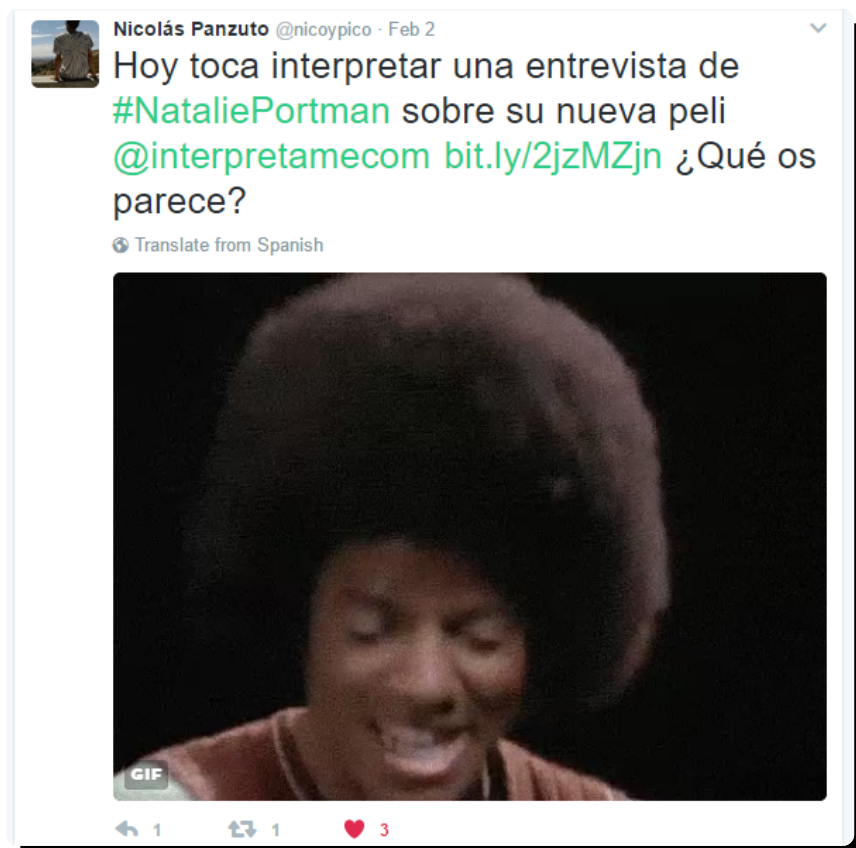 Nicolás Panzuto @nicoypico · Feb 2
Hoy toca interpretar una entrevista de
#NataliePortman sobre su nueva peli
@interpretamecom bit.ly/2jzMZjn ¿Qué os
parece?
Translate from Spanish
GIF
1 1 3